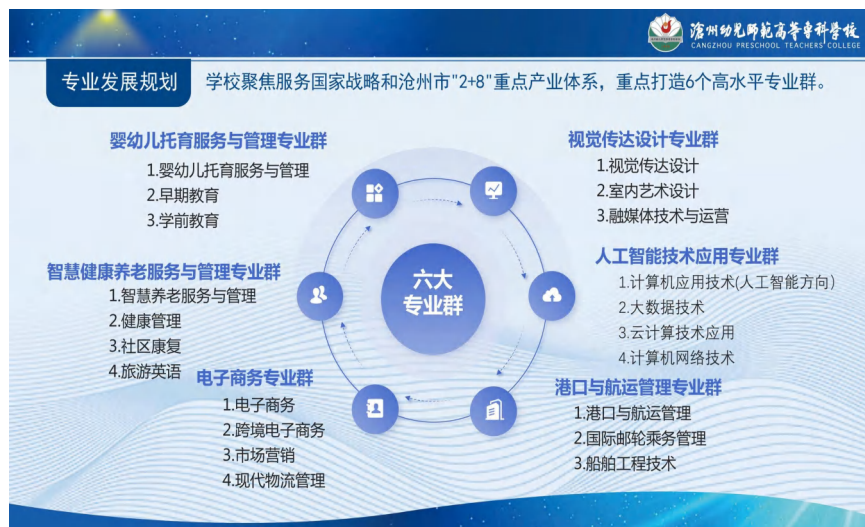 滄州幼兒師範高等專科學校
CANGZHOU PRESCHOOL TEACHERS'COLLEGE
专业发展规划
学校聚焦服务国家战略和沧州市"2+8"重点产业体系，重点打造6个高水平专业群。
婴幼儿托育服务与管理专业群
1.婴幼儿托育服务与管理
2.早期教育
3.学前教育
视觉传达设计专业群
1.视觉传达设计
2.室内艺术设计
3.融媒体技术与运营
六大
专业群
智慧健康养老服务与管理专业群
1.智慧养老服务与管理
2.健康管理
3.社区康复
4.旅游英语
人工智能技术应用专业群
1.计算机应用技术(人工智能方向)
2.大数据技术
3.云计算技术应用
4.计算机网络技术
电子商务专业群
1.电子商务
2.跨境电子商务
3.市场营销
4.现代物流管理
港口与航运管理专业群
1.港口与航运管理
2.国际邮轮乘务管理
3.船舶工程技术